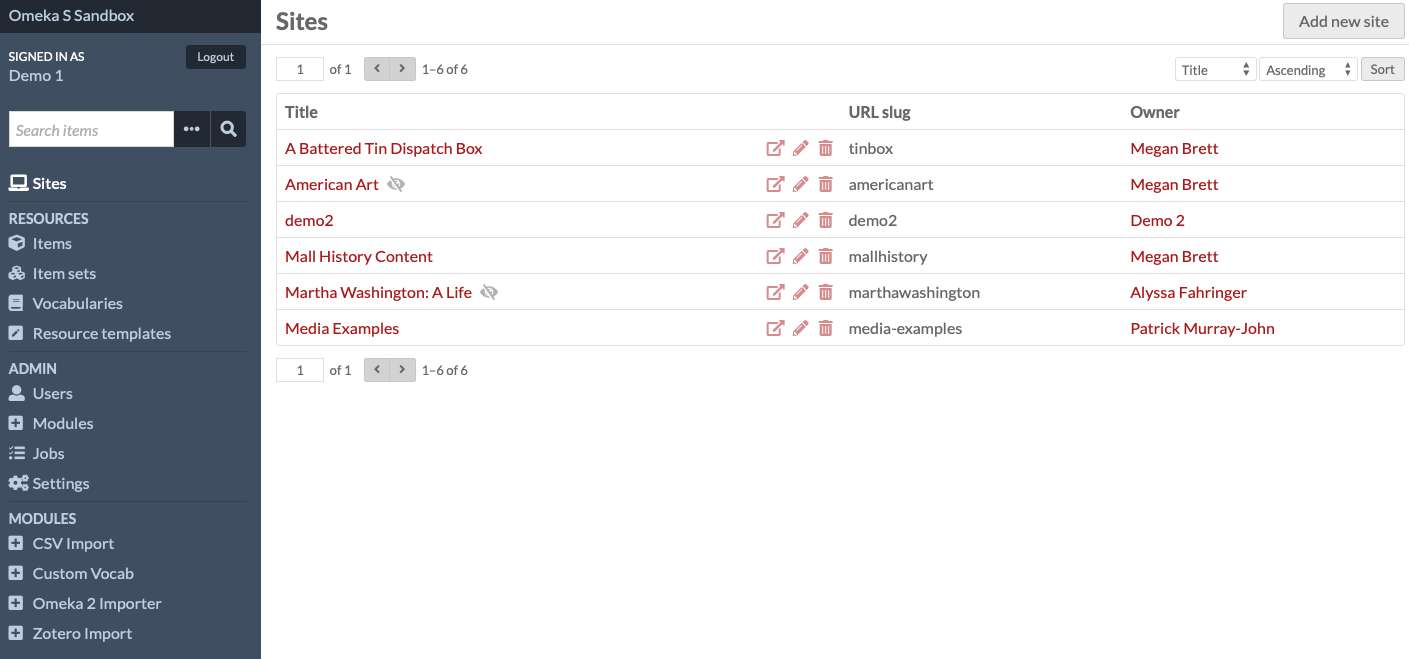 Omeka S Sandbox
SIGNED IN AS
Demo 1
Logout
Search items
Sites
RESOURCES
Items
Item sets
Vocabularies
Resource templates
ADMIN
Users
Modules
Jobs
Settings
MODULES
CSV Import
Custom Vocab
Omeka 2 Importer
Zotero Import
Sites
Add new site
1 of 1 1–6 of 6
Title Ascending Sort
Title URL slug Owner
A Battered Tin Dispatch Box tinbox Megan Brett
American Art americanart Megan Brett
demo2 demo2 Demo 2
Mall History Content mallhistory Megan Brett
Martha Washington: A Life marthawashington Alyssa Fahringer
Media Examples media-examples Patrick Murray-John
1 of 1 1–6 of 6